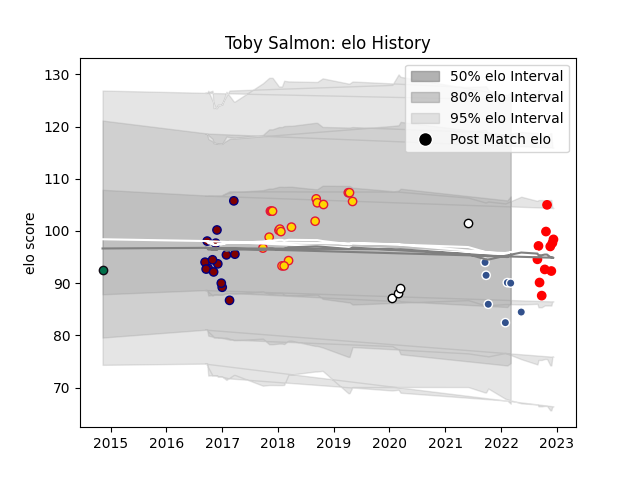 Toby Salmon: elo History
130
120
110
100
90
80
70
elo score
50% elo Interval
80% elo Interval
95% elo Interval
Post Match elo
2015 2016 2017 2018 2019 2020 2021 2022 2023